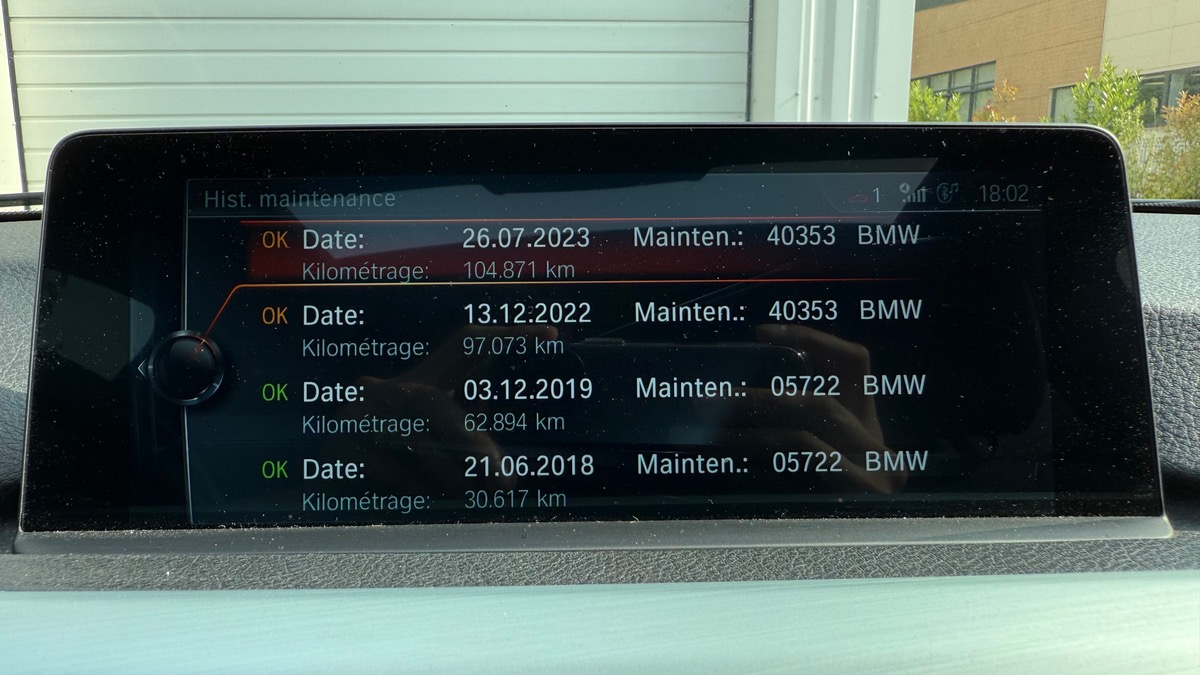 Hist. maintenance 1 18:02
OK Date: 26.07.2023 Mainten.: 40353 BMW
Kilométrage: 104.871 km
OK Date: 13.12.2022 Mainten.: 40353 BMW
Kilométrage: 97.073 km
OK Date: 03.12.2019 Mainten.: 05722 BMW
Kilométrage: 62.894 km
OK Date: 21.06.2018 Mainten.: 05722 BMW
Kilométrage: 30.617 km